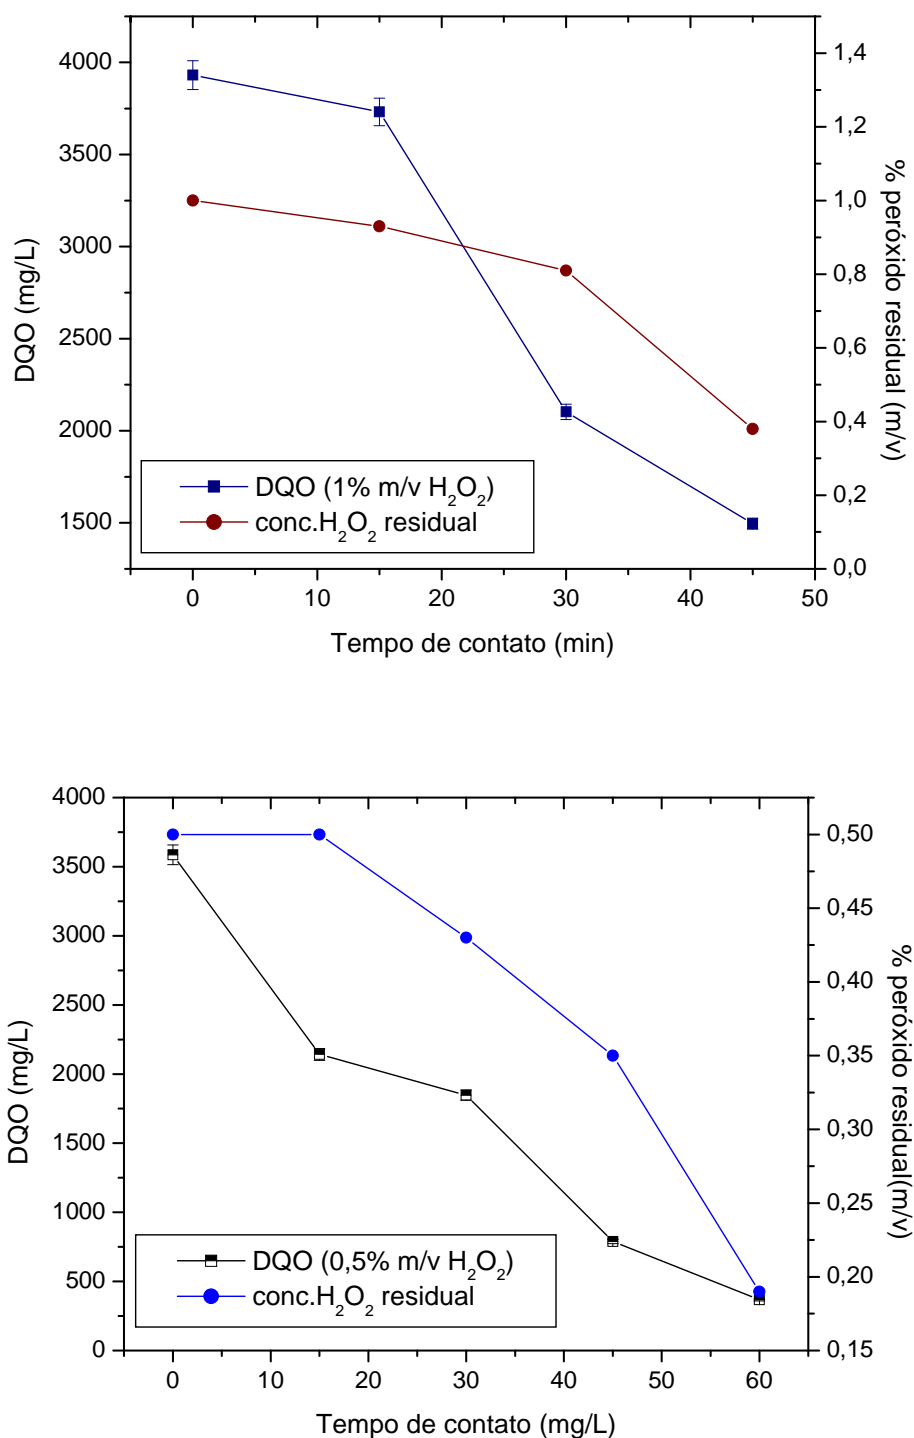 4000
3500
3000
2500
2000
1500
DQO (mg/L)
1,4
1,2
1,0
0,8
0,6
0,4
0,2
0,0
% peróxido residual (m/v)
DQO (1% m/v H₂O₂)
conc.H₂O₂ residual
0 10 20 30 40 50
Tempo de contato (min)
4000
3500
3000
2500
2000
1500
1000
500
0
DQO (mg/L)
0,50
0,45
0,40
0,35
0,30
0,25
0,20
0,15
% peróxido residual(m/v)
DQO (0,5% m/v H₂O₂)
conc.H₂O₂ residual
0 10 20 30 40 50 60
Tempo de contato (mg/L)